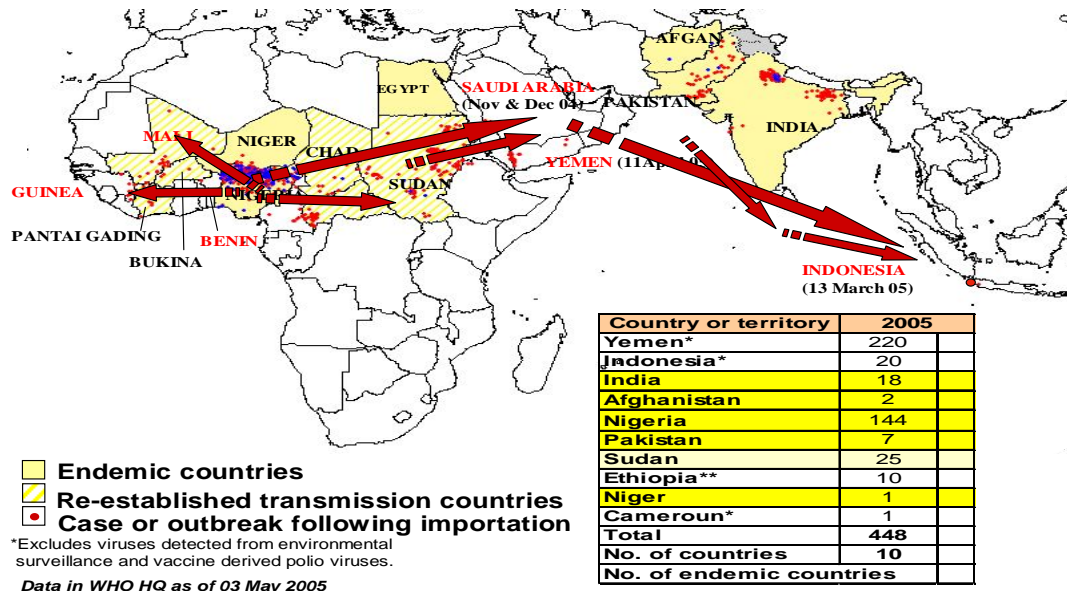 AFGAN
EGYPT
SAUDI ARABIA
(Nov & Dec 04)
PAKISTAN
INDIA
MALI
NIGER
CHAD
YEMEN
SUDAN
GUINEA
PANTAI GADING
BENIN
BUKINA
INDONESIA
(13 March 05)
Country or territory 2005
Yemen* 220
Indonesia* 20
India 18
Afghanistan 2
Nigeria 144
Pakistan 7
Sudan 25
Ethiopia** 10
Niger 1
Cameroun* 1
Total 448
No. of countries 10
No. of endemic countries
Endemic countries
Re-established transmission countries
Case or outbreak following importation
*Excludes viruses detected from environmental
surveillance and vaccine derived polio viruses.
Data in WHO HQ as of 03 May 2005